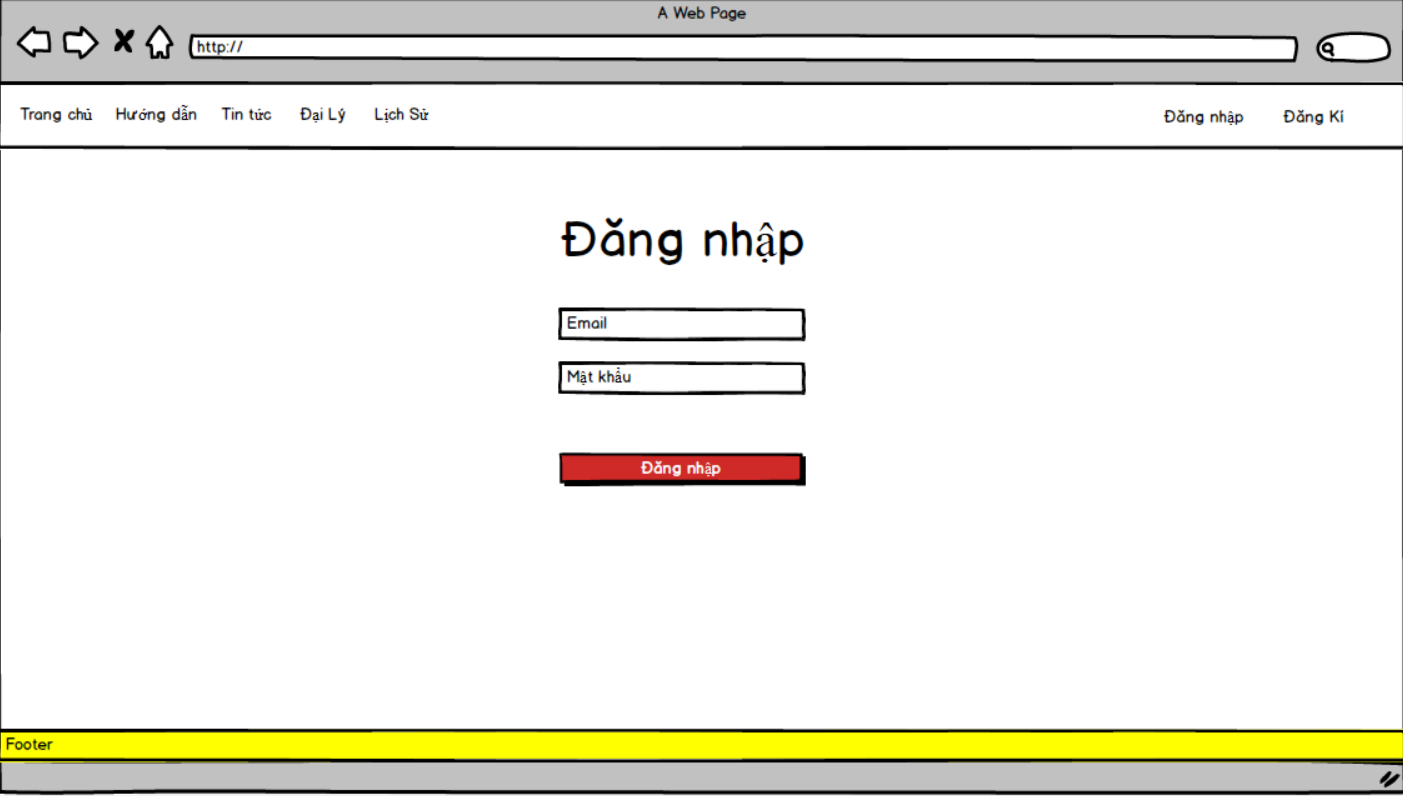 A Web Page
http://
Trang chủ Hướng dẫn Tin tức Đại Lý Lịch Sử Đăng nhập Đăng Kí
Đăng nhập
Email
Mật khẩu
Đăng nhập
Footer